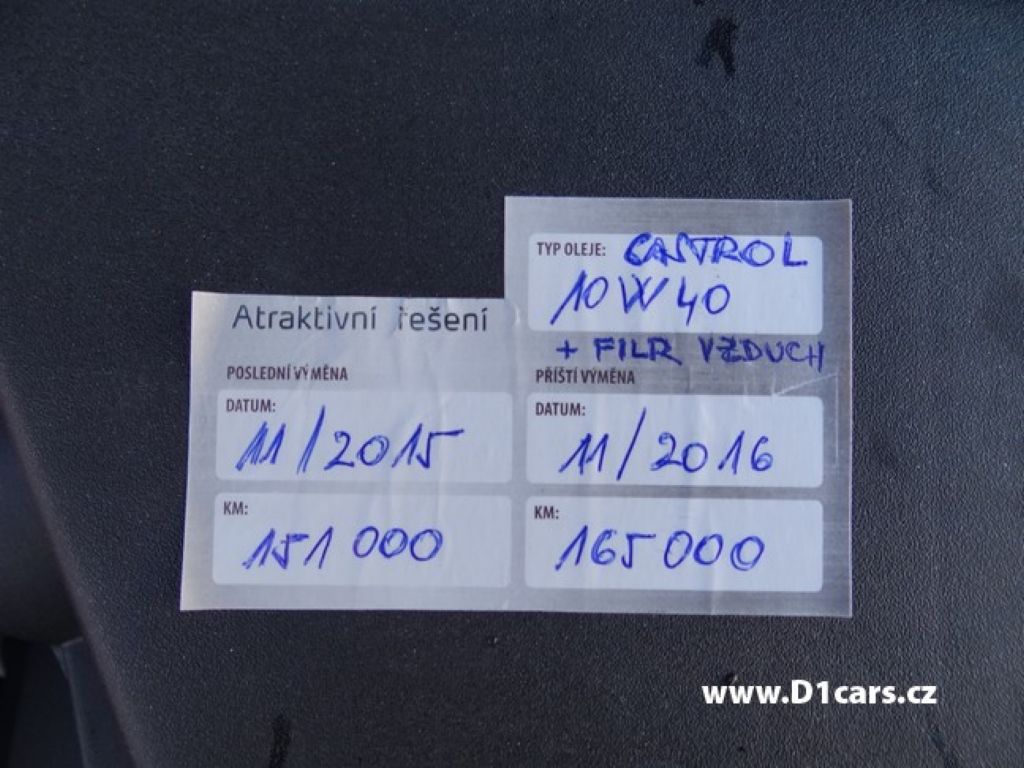 TYP OLEJE: CASTROL
10W40
+ FILR VZDUCH
Atraktivní řešení
POSLEDNÍ VÝMĚNA
DATUM:
11/2015
KM:
151 000
PŘÍŠTÍ VÝMĚNA
DATUM:
11/2016
KM:
165 000
www.D1cars.cz